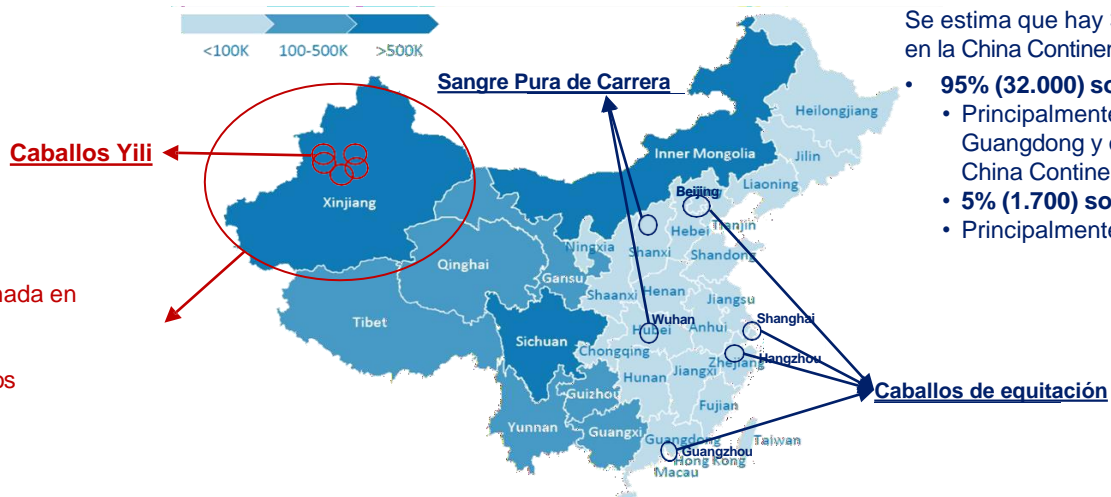 <100K 100-500K >500K
Se estima que hay
en la China Continen
Sangre Pura de Carrera
95% (32.000) so
• Principalmente
Guangdong y
China Contine
• 5% (1.700) so
• Principalmente
Caballos Yili
Heilongjiang
Jilin
Inner Mongolia
Liaoning
Beijing
Xinjiang
Tianjin
Hebei
Ningxia
Shanxi
Shandong
Qinghai
Gansu
nada en
Shaanxi
Henan
Jiangsu
Tibet
Wuhan
Shanghai
Hubei
Anhui
Sichuan
Chongqing
Zhejiang
Hangzhou
os
Hunan
Jiangxi
Caballos de equitación
Guizhou
Fujian
Yunnan
Guangxi
Guangdong
Taiwan
Guangzhou
Hong Kong
Macau